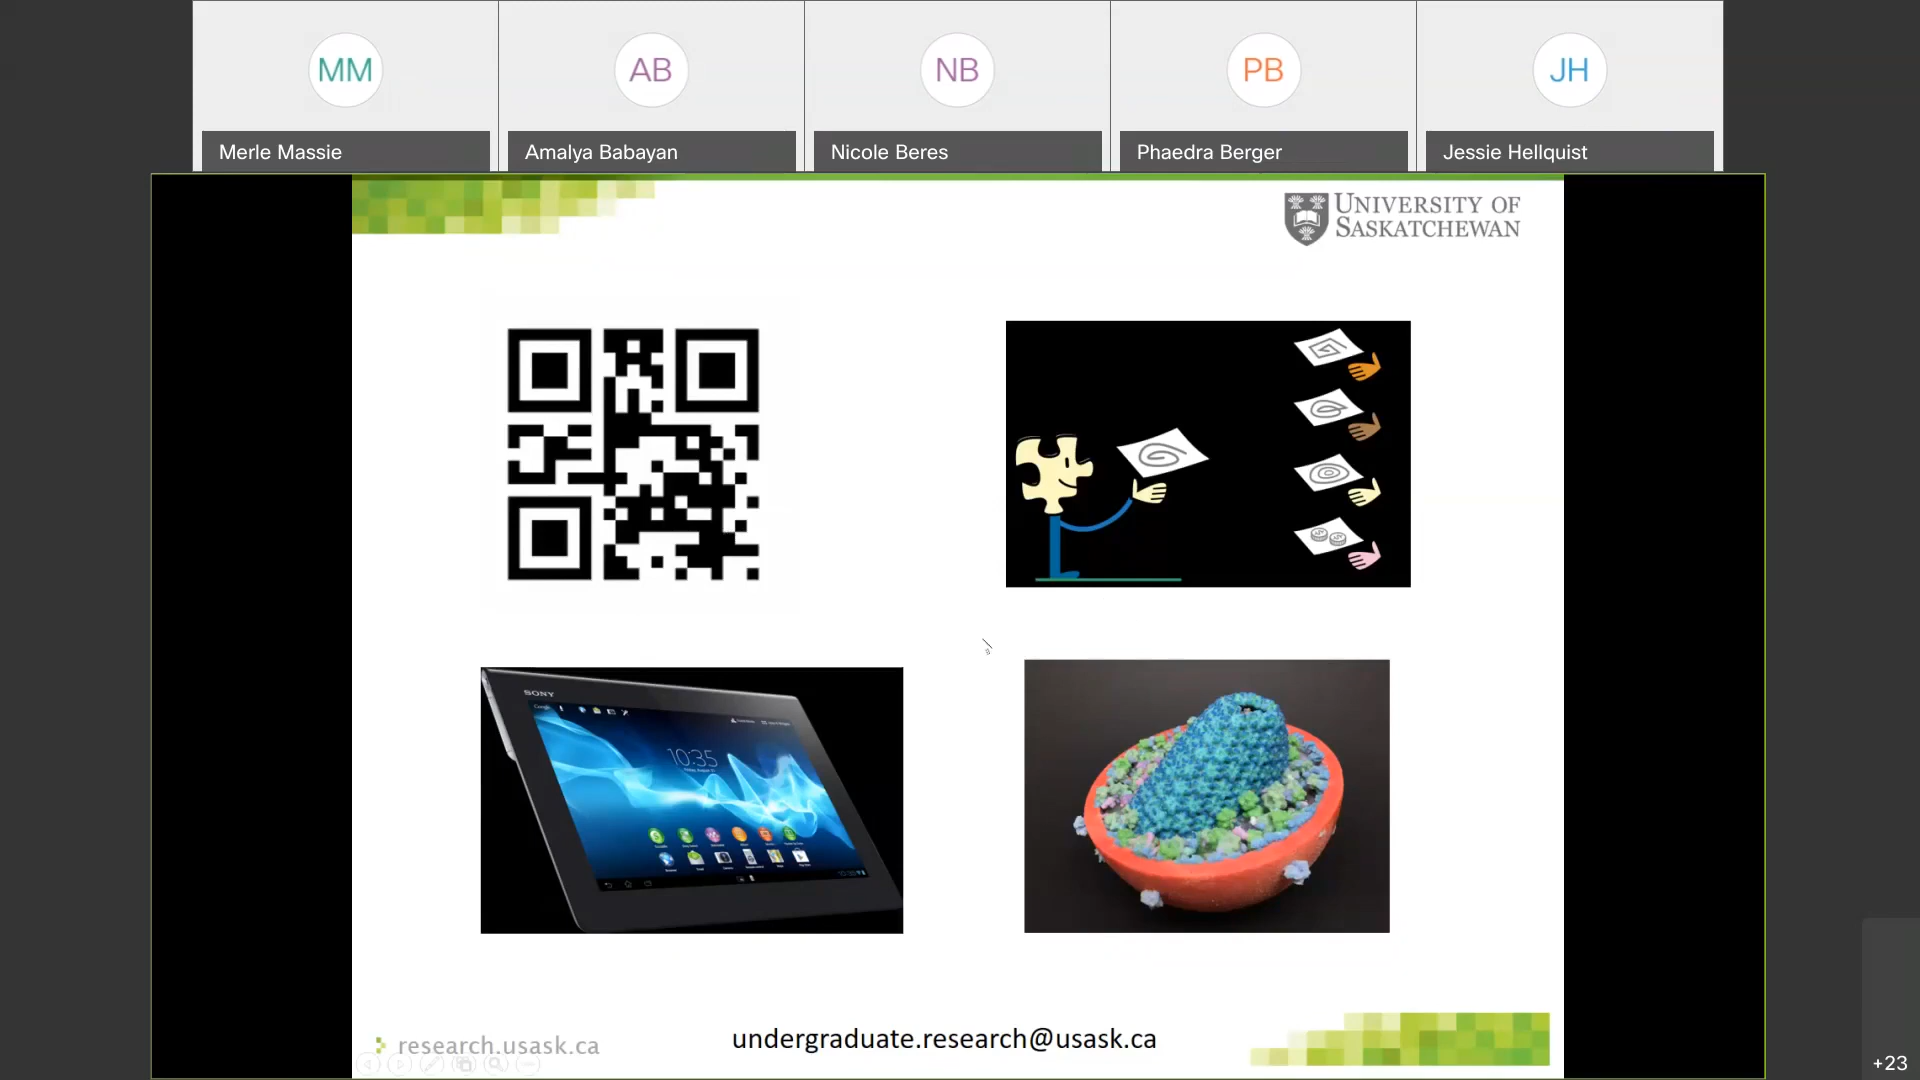 MM
AB
NB
PB
JH
Merle Massie
Amalya Babayan
Nicole Beres
Phaedra Berger
Jessie Hellquist
UNIVERSITY OF
SASKATCHEWAN
SONY
Google
10:35
research.usask.ca
undergraduate.research@usask.ca
+23